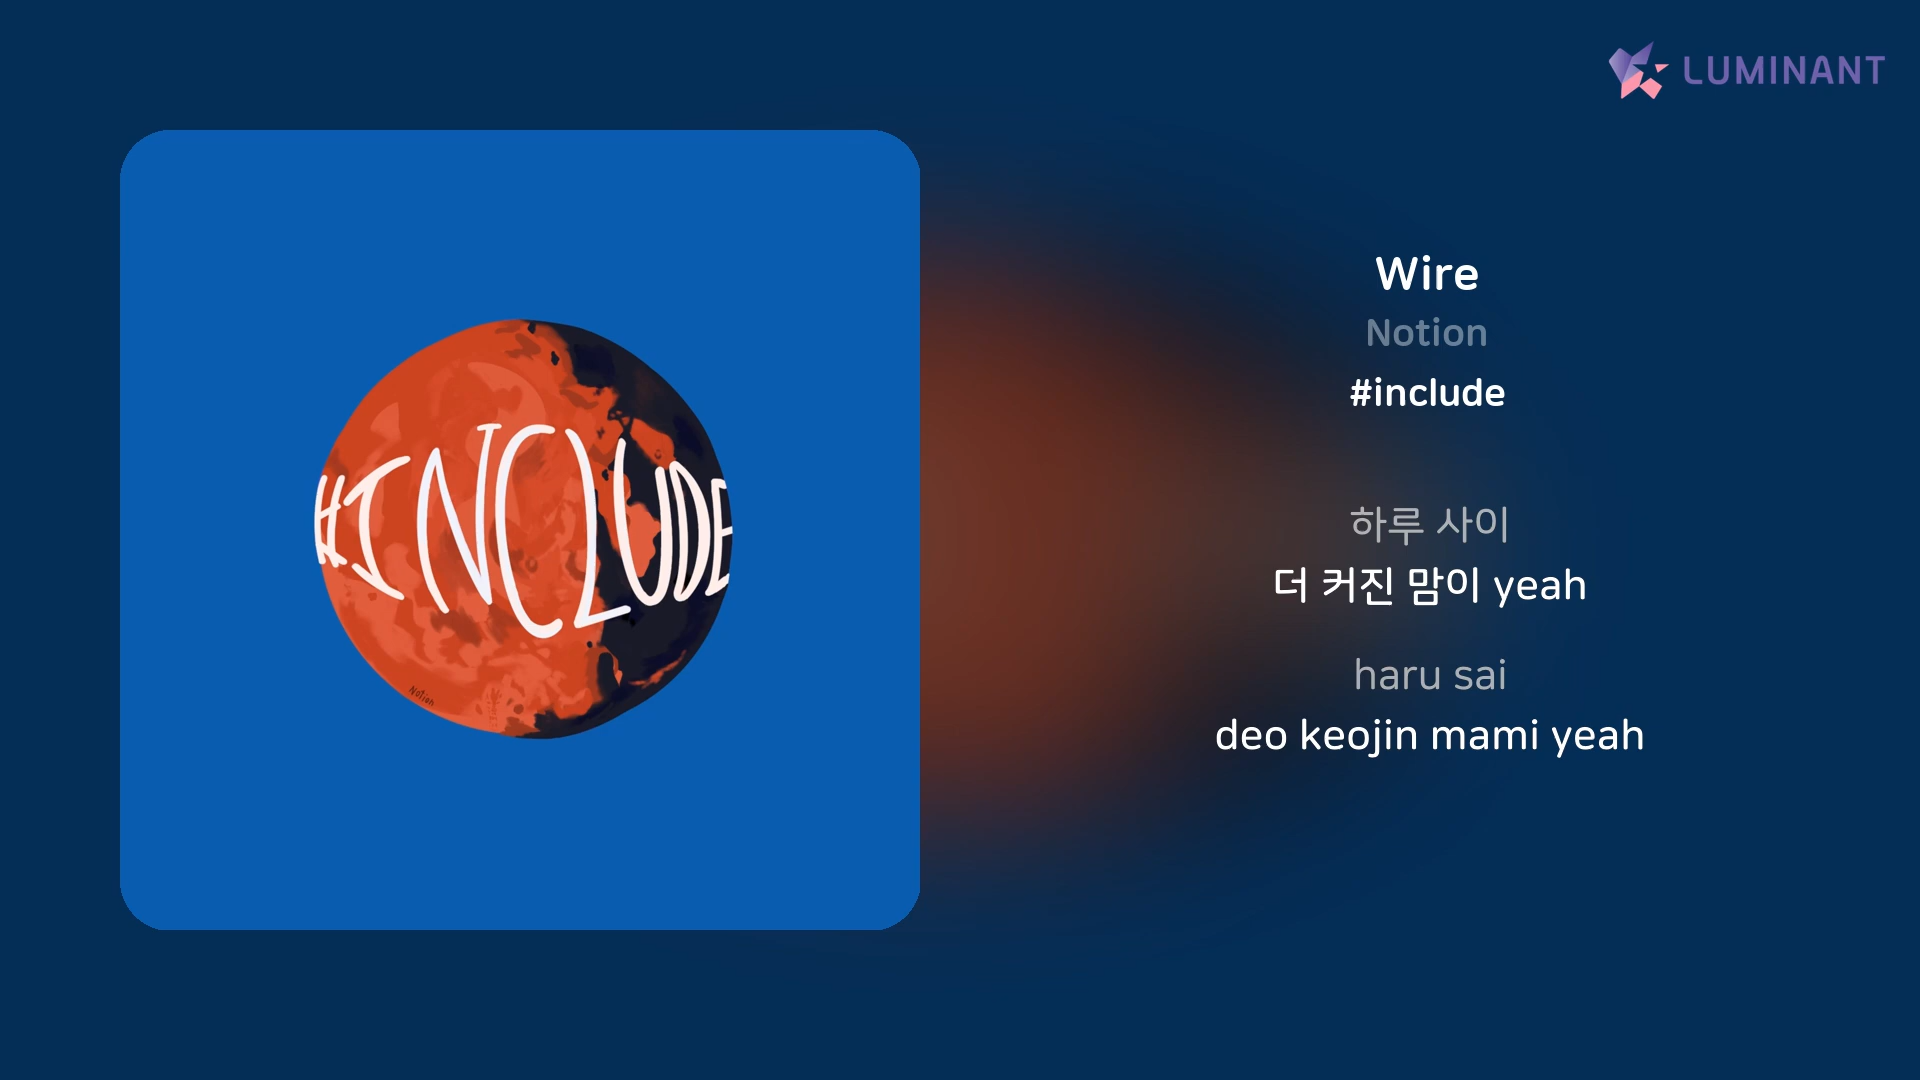 LUMINANT
#INCLUDE
Notion
Wire
Notion
#include
하루 사이
더 커진 맘이 yeah
haru sai
deo keojin mami yeah